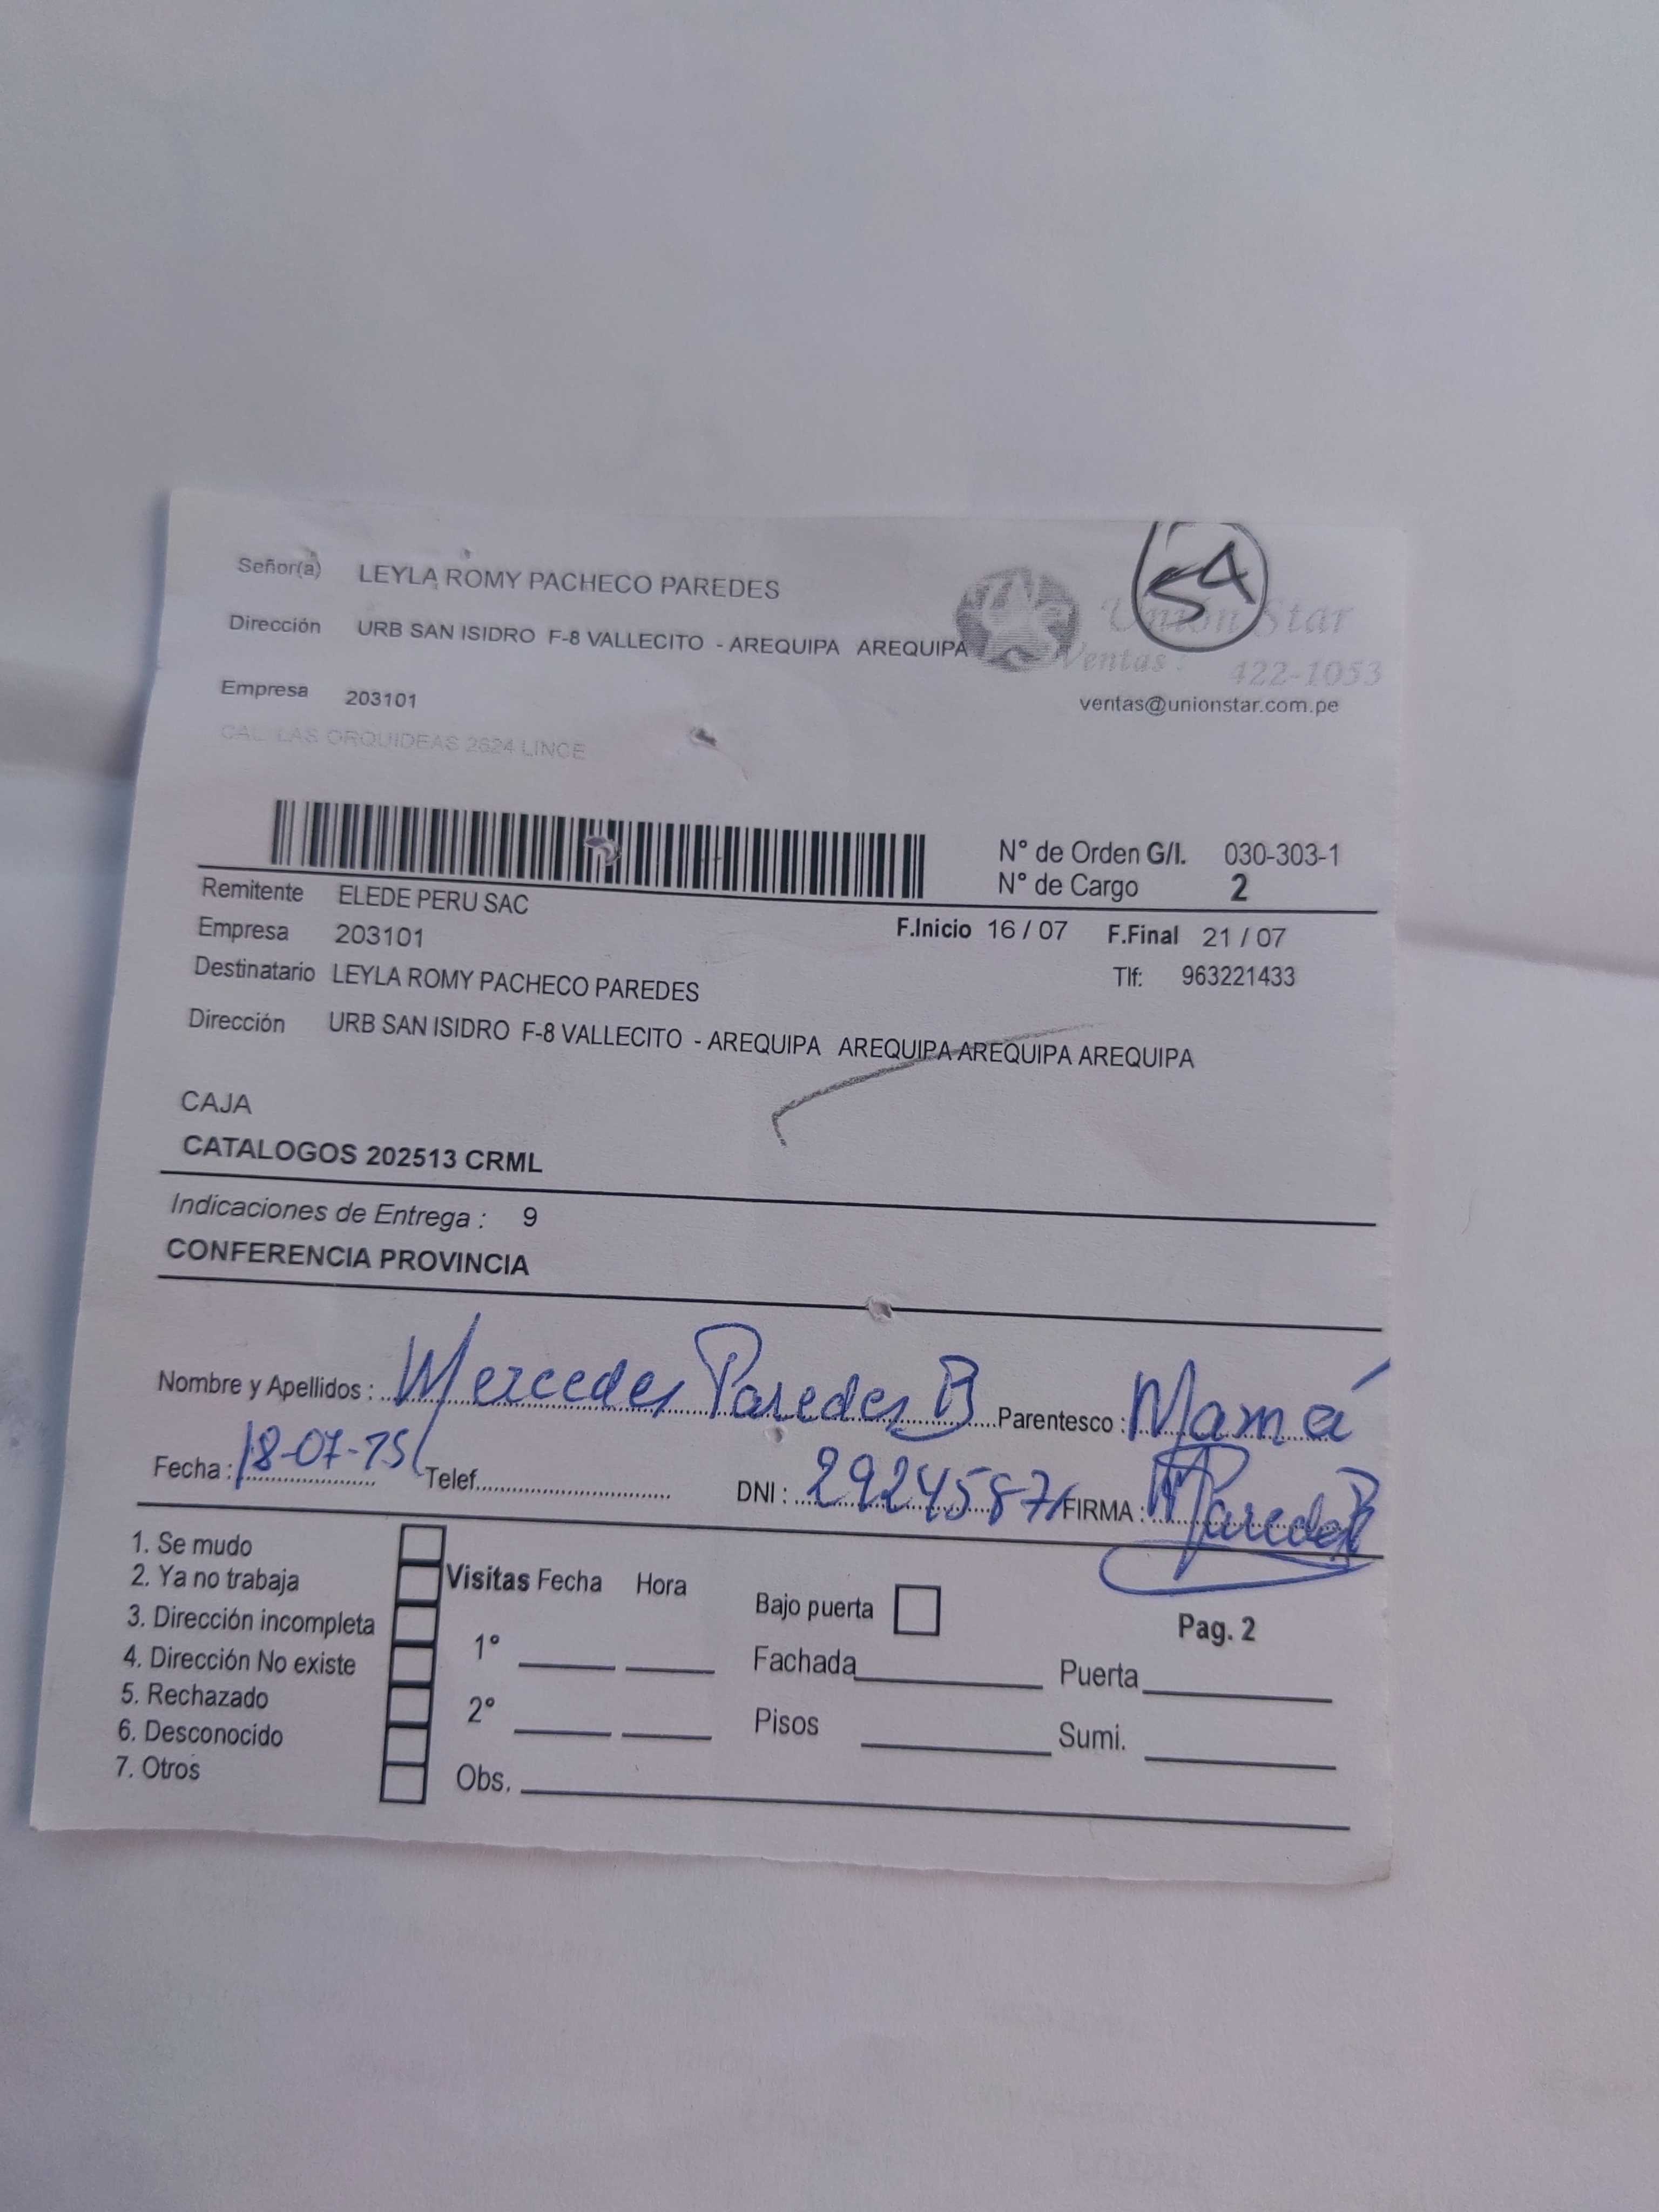 54
Señor(a) LEYLA ROMY PACHECO PAREDES
Unión Star
Dirección URB SAN ISIDRO F-8 VALLECITO - AREQUIPA AREQUIPA
Ventas : 422-1053
Empresa 203101
ventas@unionstar.com.pe
CAL. LAS ORQUIDEAS 2624 LINCE
N° de Orden G/I. 030-303-1
N° de Cargo 2
Remitente ELEDE PERU SAC
Empresa 203101 F.Inicio 16 / 07 F.Final 21 / 07
Destinatario LEYLA ROMY PACHECO PAREDES Tlf: 963221433
Dirección URB SAN ISIDRO F-8 VALLECITO - AREQUIPA AREQUIPA AREQUIPA AREQUIPA
CAJA
CATALOGOS 202513 CRML
Indicaciones de Entrega : 9
CONFERENCIA PROVINCIA
Nombre y Apellidos : Mercedes Paredes B Parentesco : Mamá
Fecha : 18-07-25 Telef. DNI : 29245871 FIRMA : MParedesB
1. Se mudo
2. Ya no trabaja Visitas Fecha Hora Bajo puerta
3. Dirección incompleta Pag. 2
4. Dirección No existe 1° Fachada Puerta
5. Rechazado
6. Desconocido 2° Pisos Sumi.
7. Otros Obs.